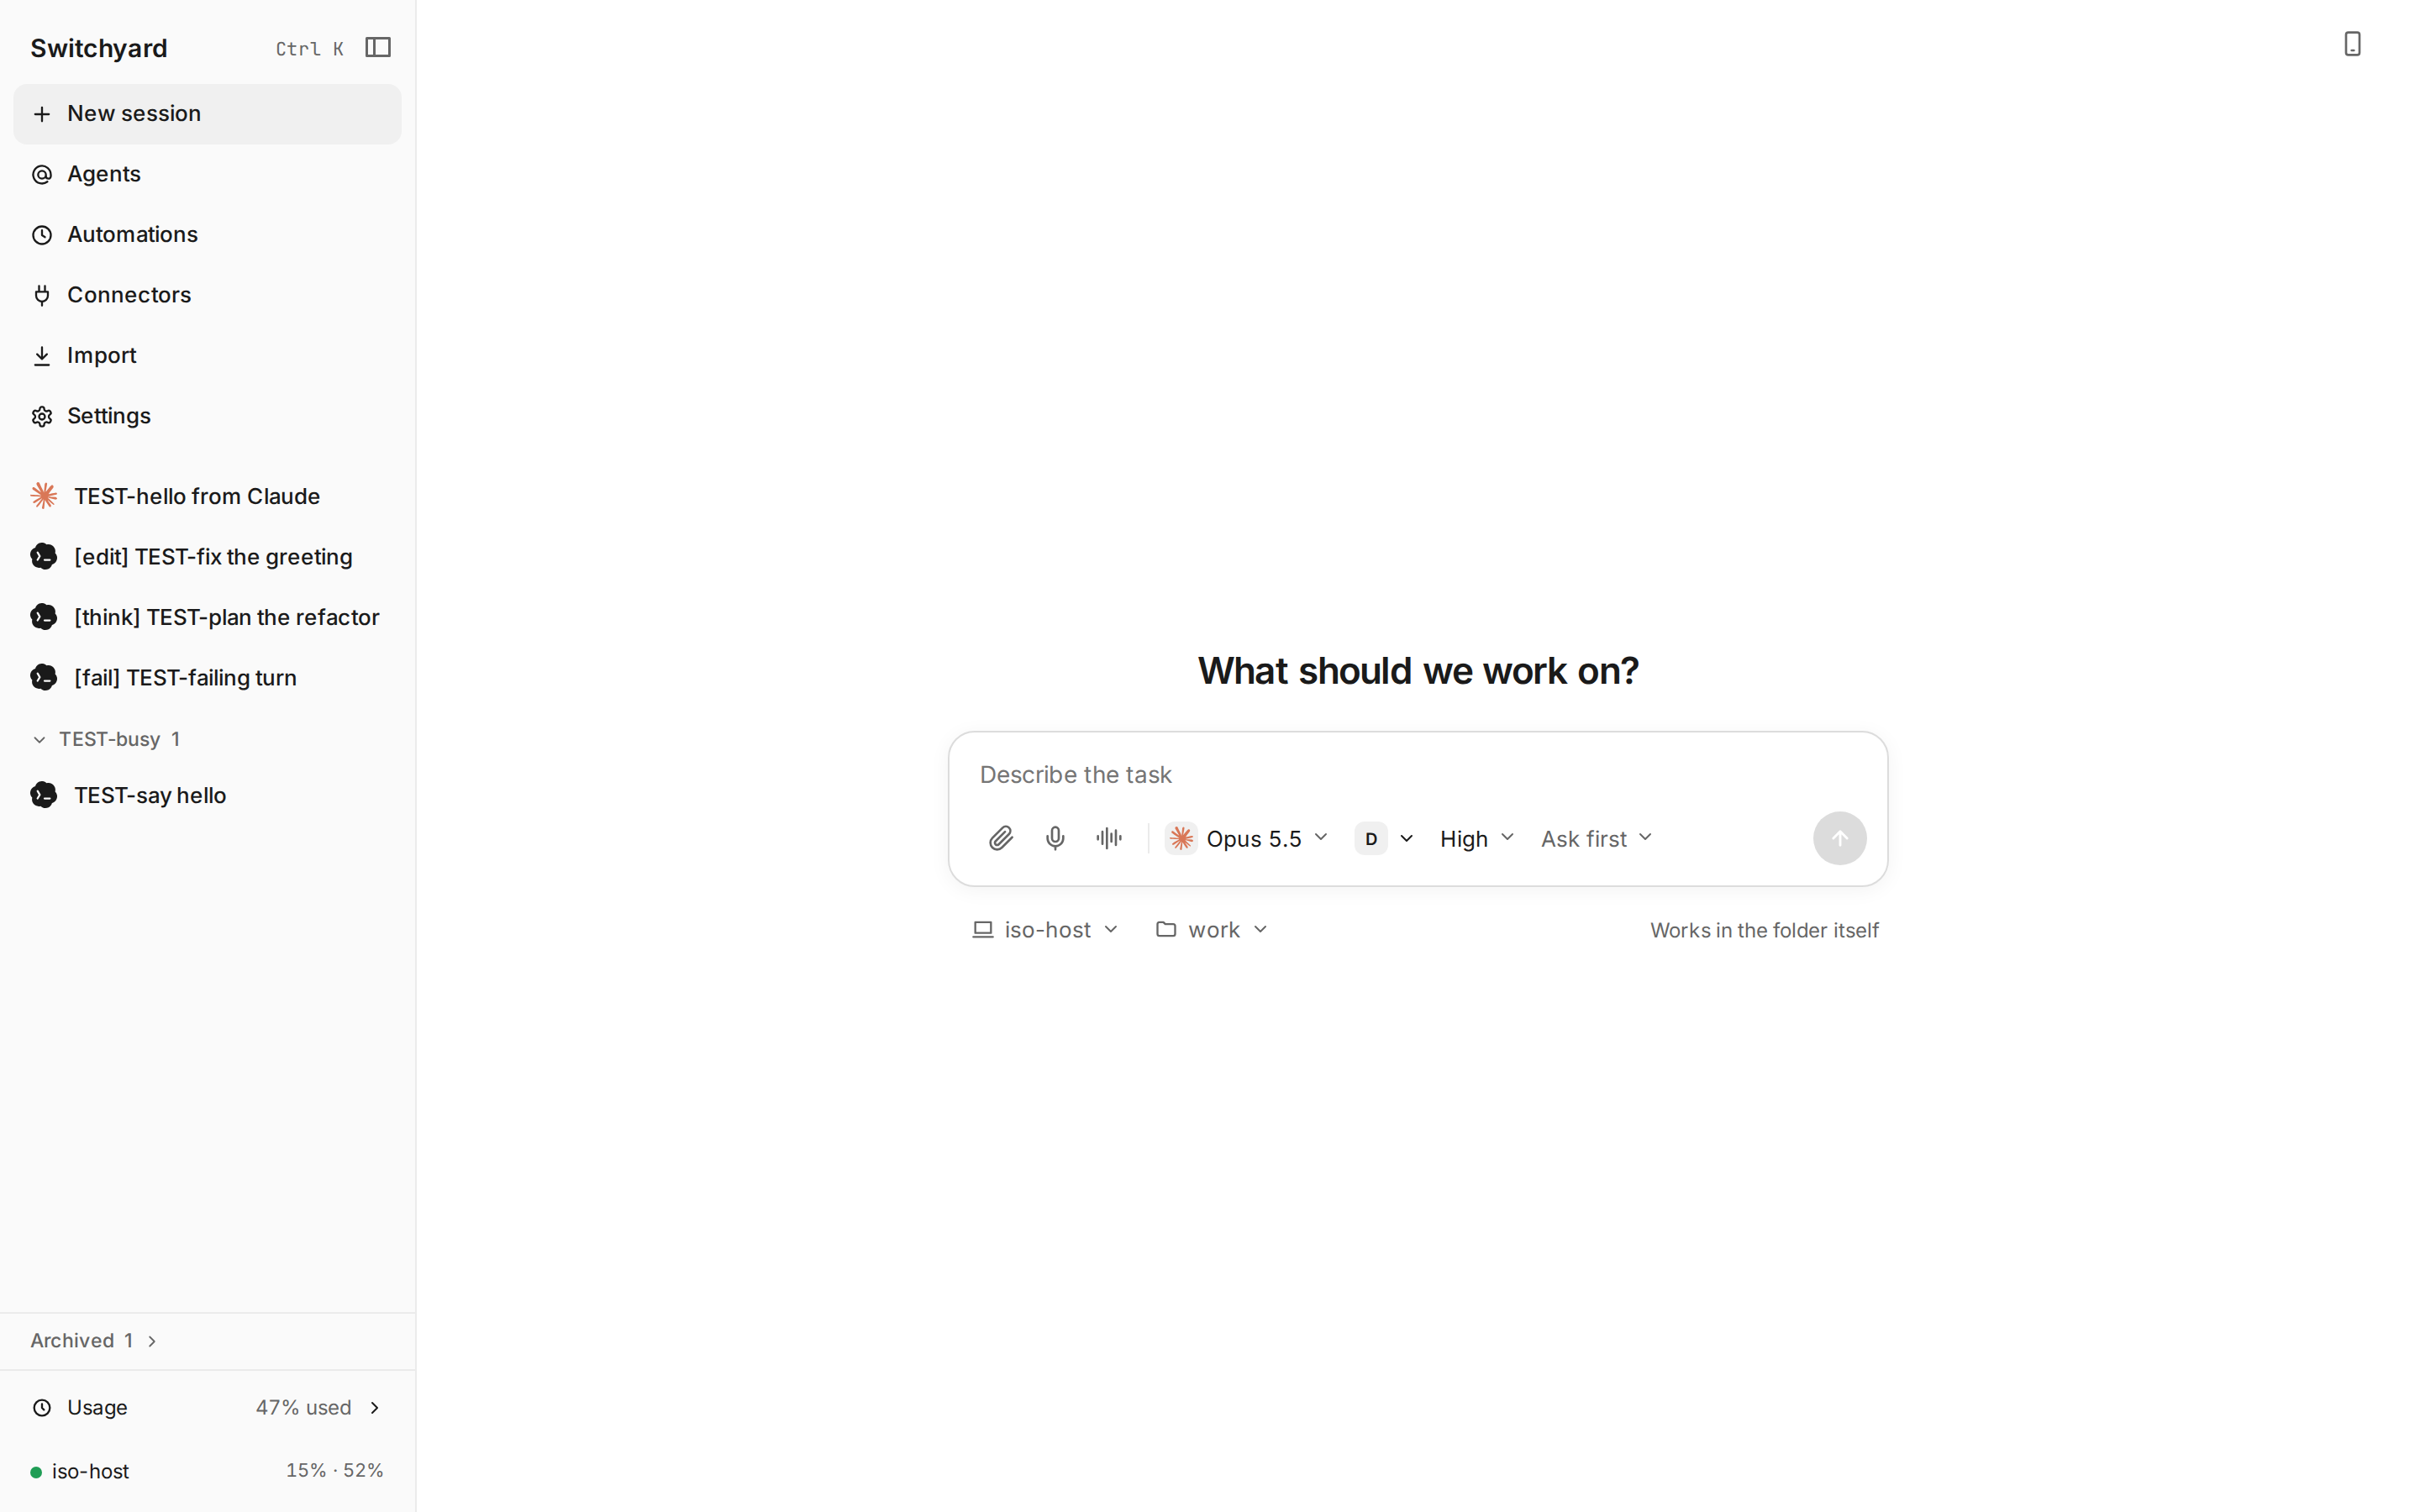 Switchyard Ctrl K
New session
Agents
Automations
Connectors
Import
Settings
TEST-hello from Claude
[edit] TEST-fix the greeting
[think] TEST-plan the refactor
[fail] TEST-failing turn
TEST-busy 1
TEST-say hello
Archived 1
Usage 47% used
iso-host 15% · 52%
What should we work on?
Describe the task
Opus 5.5 D High Ask first
iso-host work Works in the folder itself